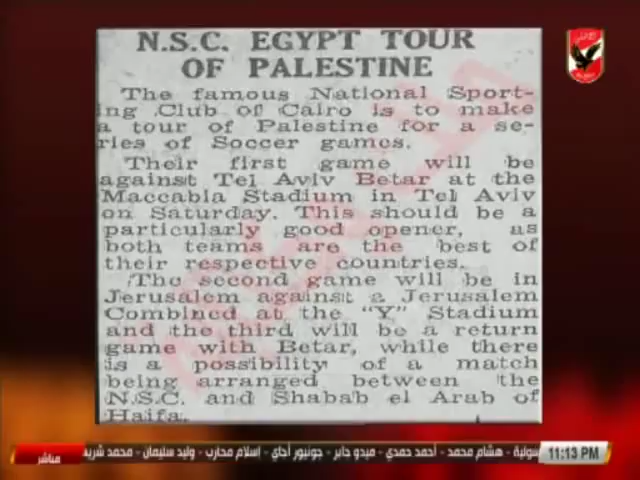 N.S.C. EGYPT TOUR
OF PALESTINE
The famous National Sport-
ing Club of Cairo is to make
a tour of Palestine for a se-
ries of Soccer games.
Their first game will be
against Tel Aviv Betar at the
Maccabia Stadium in Tel Aviv
on Saturday. This should be a
particularly good opener, as
both teams are the best of
their respective countries.
The second game will be in
Jerusalem against a Jerusalem
Combined at the "Y" Stadium
and the third will be a return
game with Betar, while there
is a possibility of a match
being arranged between the
N.S.C. and Shabab el Arab of
Haifa.
سولية - هشام محمد - أحمد حمدي - ميدو جابر - جونيور أجاي - إسلام محارب - وليد سليمان - محمد شريف
مباشر
11:13 PM